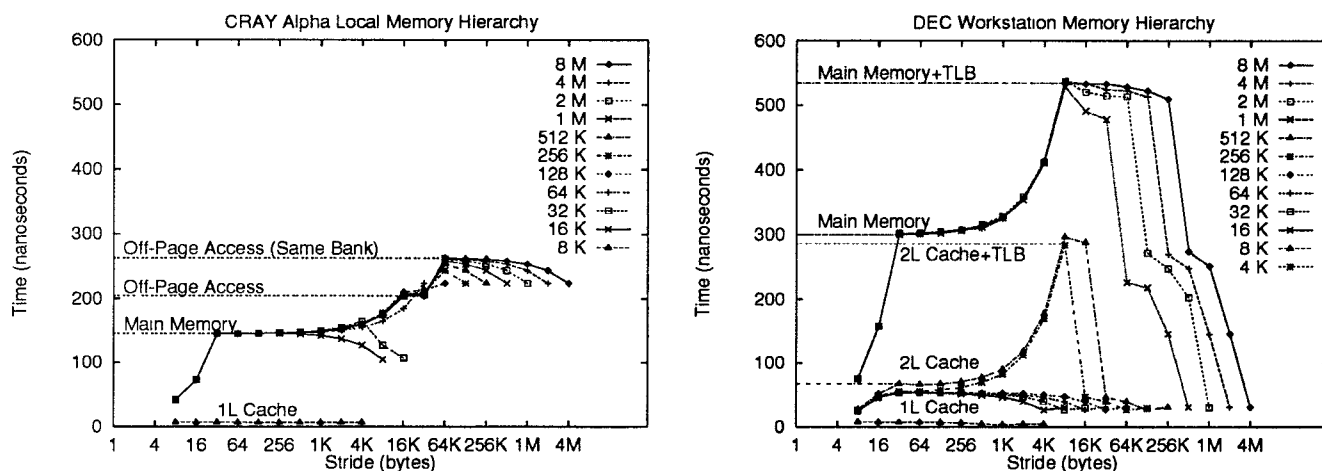 CRAY Alpha Local Memory Hierarchy
600
500
400
300
200
100
0
Time (nanoseconds)
8 M
4 M
2 M
1 M
512 K
256 K
128 K
64 K
32 K
16 K
8 K
Off-Page Access (Same Bank)
Off-Page Access
Main Memory
1L Cache
1 4 16 64 256 1K 4K 16K 64K 256K 1M 4M
Stride (bytes)
DEC Workstation Memory Hierarchy
600
500
400
300
200
100
0
Time (nanoseconds)
Main Memory+TLB
8 M
4 M
2 M
1 M
512 K
256 K
128 K
64 K
32 K
16 K
8 K
4 K
Main Memory
2L Cache+TLB
2L Cache
1L Cache
1 4 16 64 256 1K 4K 16K 64K 256K 1M 4M
Stride (bytes)